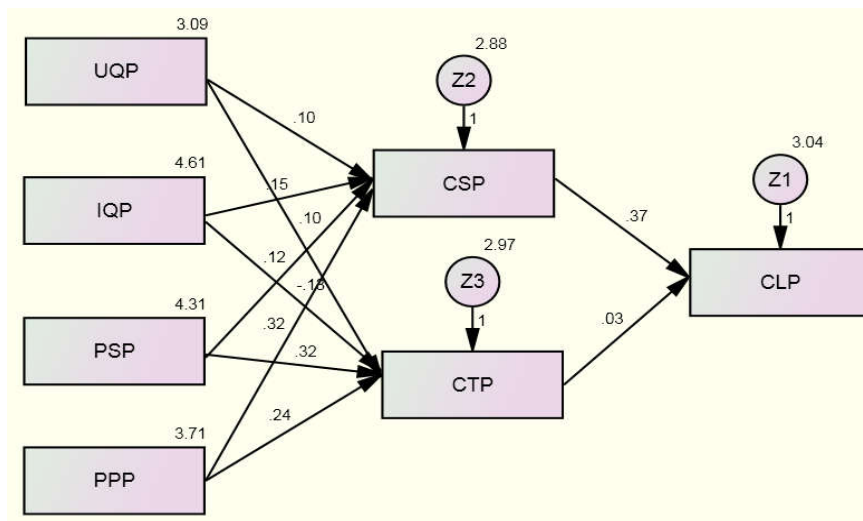 3.09
UQP
2.88
Z2
1
.10
4.61
IQP
.15
CSP
3.04
Z1
1
.10
.37
CLP
.12
2.97
Z3
4.31
PSP
.32
1
.32
.03
CTP
3.71
PPP
.24